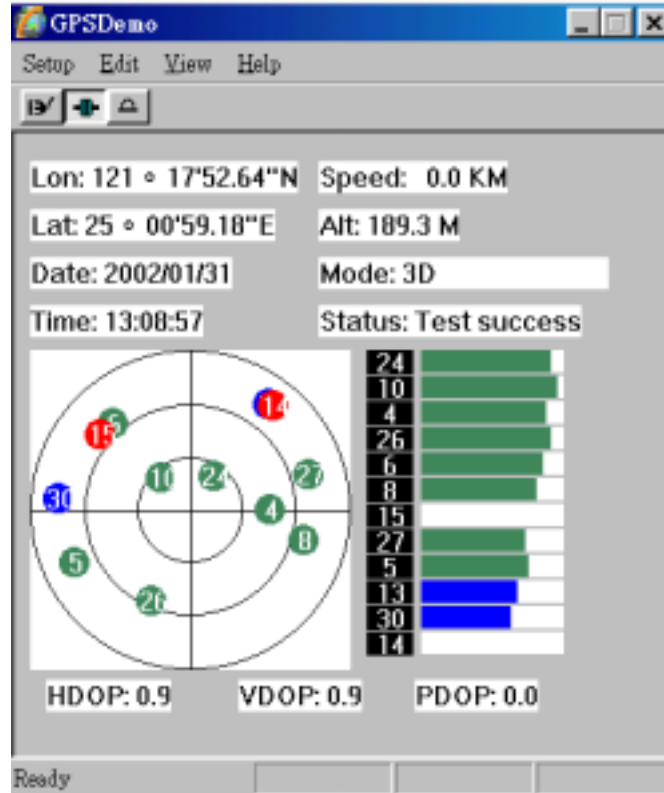 GPSDemo
Setup Edit View Help
Lon: 121 ° 17'52.64"N Speed: 0.0 KM
Lat: 25 ° 00'59.18"E Alt: 189.3 M
Date: 2002/01/31 Mode: 3D
Time: 13:08:57 Status: Test success
24
10
4
26
6
8
15
27
5
13
30
14
14
15
10
24
27
30
4
8
5
26
HDOP: 0.9 VDOP: 0.9 PDOP: 0.0
Ready